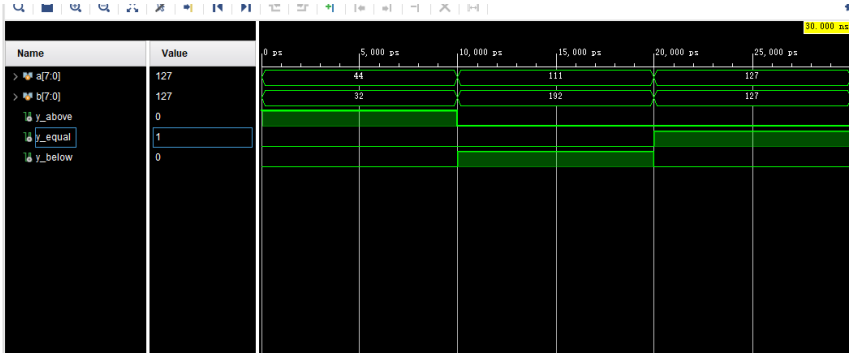 30.000 ns
Name Value
0 ps 5,000 ps 10,000 ps 15,000 ps 20,000 ps 25,000 ps
a[7:0] 127 44 111 127
b[7:0] 127 32 192 127
y_above 0
y_equal 1
y_below 0